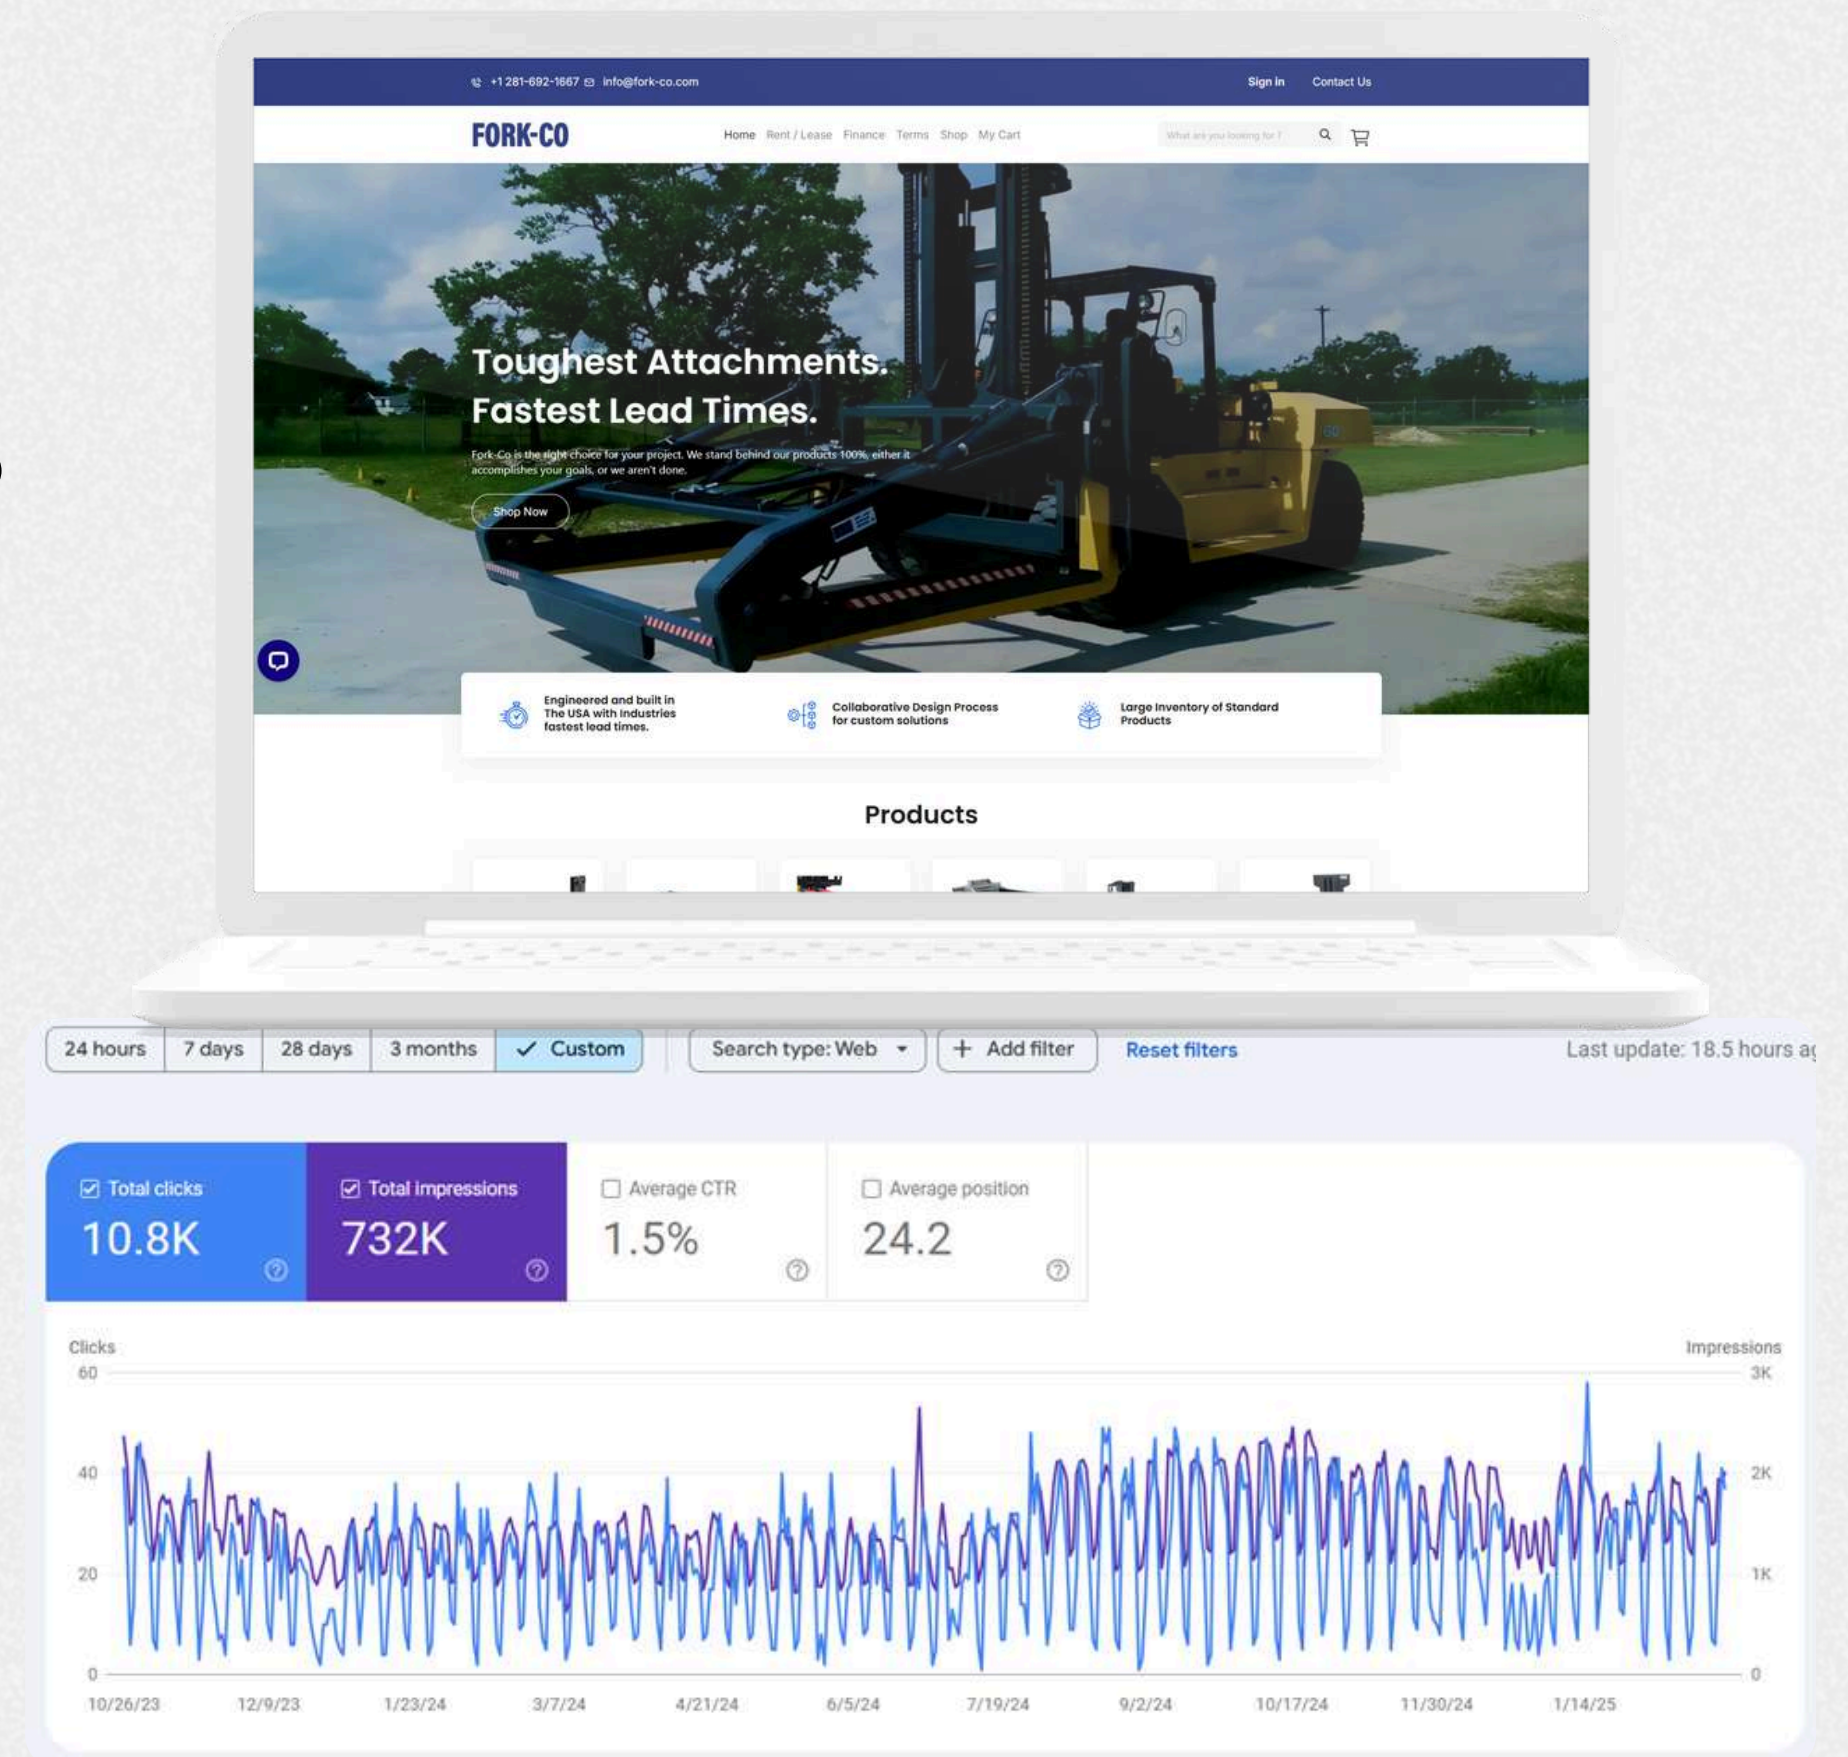 +1 281-692-1667 info@fork-co.com Sign in Contact Us
FORK-CO Home Rent / Lease Finance Terms Shop My Cart What are you looking for ?
Toughest Attachments.
Fastest Lead Times.
Fork-Co is the right choice for your project. We stand behind our products 100%, either it
accomplishes your goals, or we aren't done.
Shop Now
Engineered and built in
The USA with Industries
fastest lead times.
Collaborative Design Process
for custom solutions
Large Inventory of Standard
Products
Products
24 hours 7 days 28 days 3 months Custom Search type: Web + Add filter Reset filters Last update: 18.5 hours
Total clicks Total impressions Average CTR Average position
10.8K 732K 1.5% 24.2
Clicks Impressions
60 3K
40 2K
20 1K
0 0
10/26/23 12/9/23 1/23/24 3/7/24 4/21/24 6/5/24 7/19/24 9/2/24 10/17/24 11/30/24 1/14/25